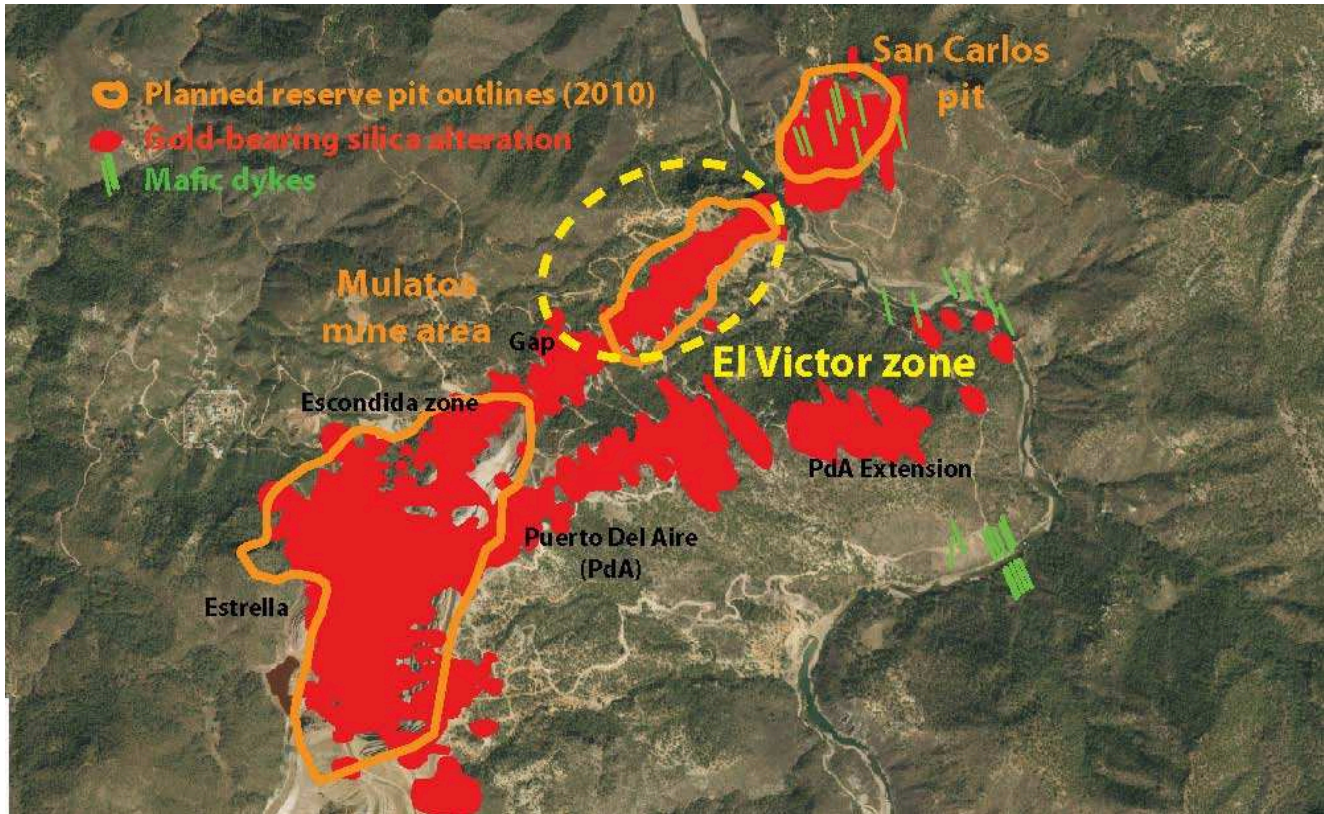 San Carlos
pit
Planned reserve pit outlines (2010)
Gold-bearing silica alteration
Mafic dykes
Mulatos
mine area
Gap
El Victor zone
Escondida zone
PdA Extension
Puerto Del Aire
(PdA)
Estrella